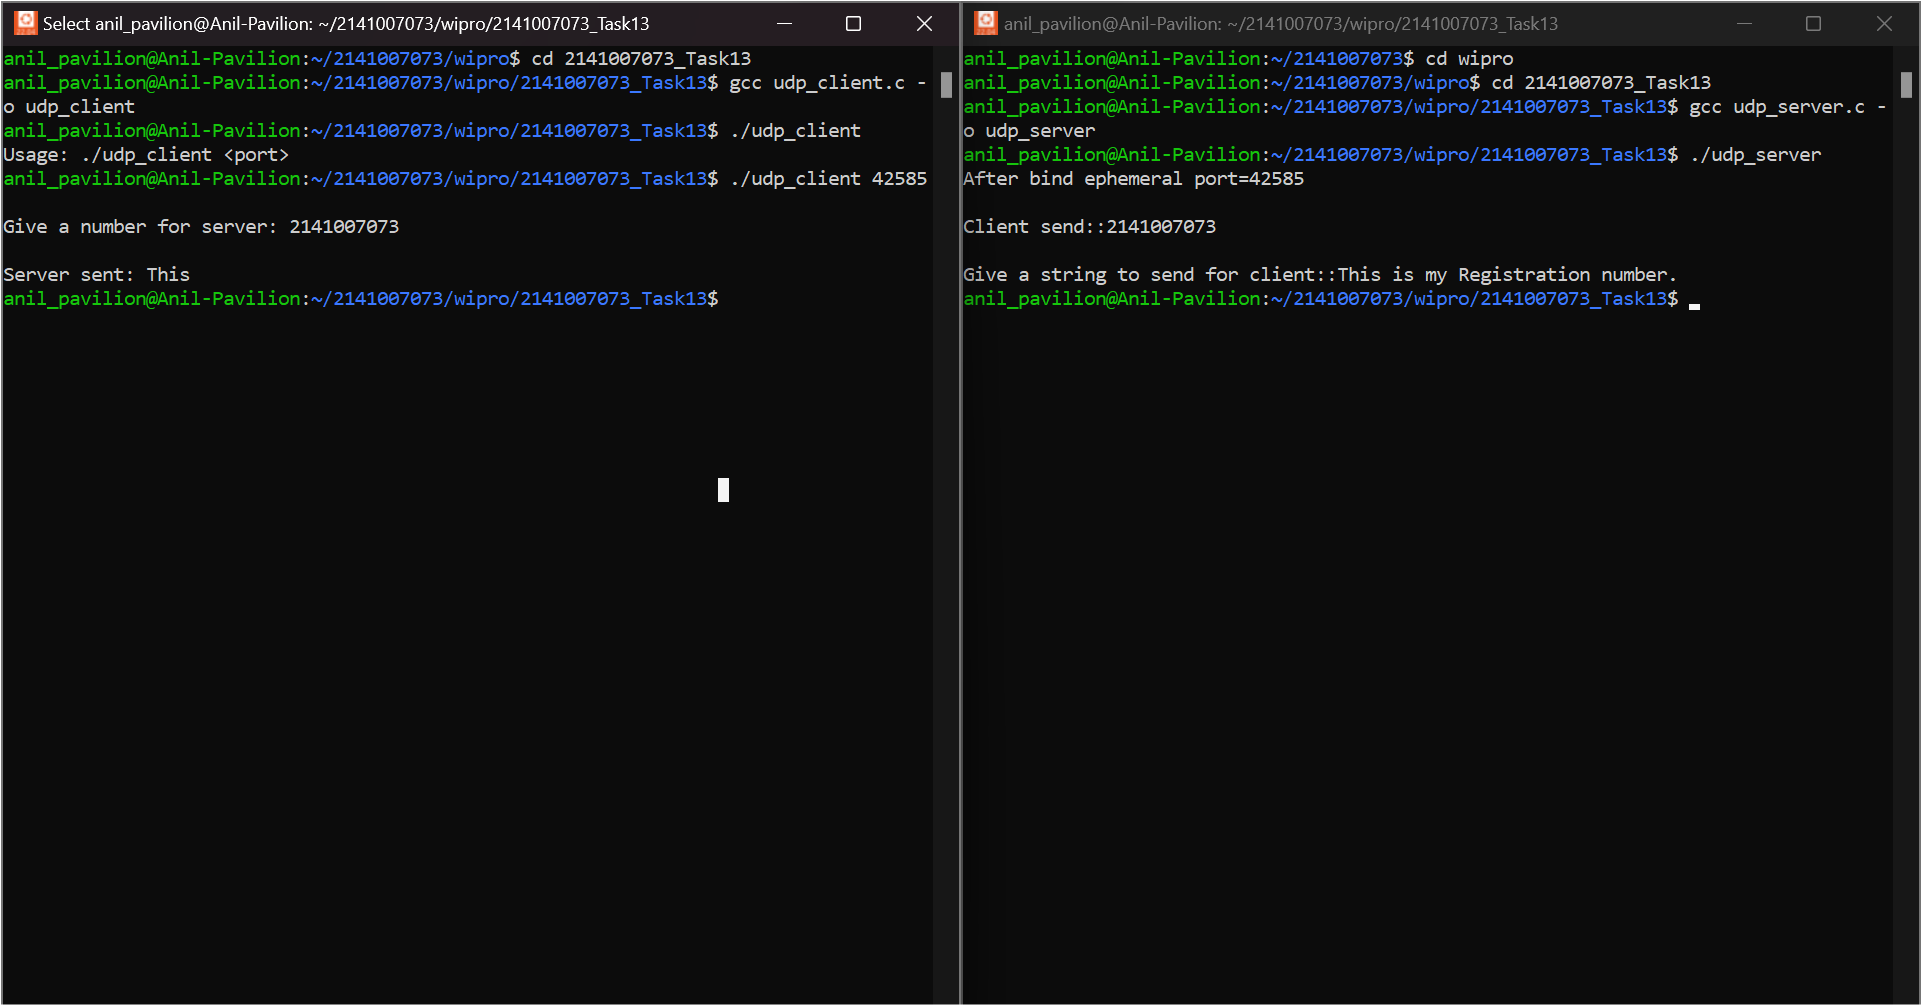 Select anil_pavilion@Anil-Pavilion: ~/2141007073/wipro/2141007073_Task13
anil_pavilion@Anil-Pavilion:~/2141007073/wipro$ cd 2141007073_Task13
anil_pavilion@Anil-Pavilion:~/2141007073/wipro/2141007073_Task13$ gcc udp_client.c -
o udp_client
anil_pavilion@Anil-Pavilion:~/2141007073/wipro/2141007073_Task13$ ./udp_client
Usage: ./udp_client <port>
anil_pavilion@Anil-Pavilion:~/2141007073/wipro/2141007073_Task13$ ./udp_client 42585
Give a number for server: 2141007073
Server sent: This
anil_pavilion@Anil-Pavilion:~/2141007073/wipro/2141007073_Task13$
anil_pavilion@Anil-Pavilion: ~/2141007073/wipro/2141007073_Task13
anil_pavilion@Anil-Pavilion:~/2141007073$ cd wipro
anil_pavilion@Anil-Pavilion:~/2141007073/wipro$ cd 2141007073_Task13
anil_pavilion@Anil-Pavilion:~/2141007073/wipro/2141007073_Task13$ gcc udp_server.c -
o udp_server
anil_pavilion@Anil-Pavilion:~/2141007073/wipro/2141007073_Task13$ ./udp_server
After bind ephemeral port=42585
Client send::2141007073
Give a string to send for client::This is my Registration number.
anil_pavilion@Anil-Pavilion:~/2141007073/wipro/2141007073_Task13$